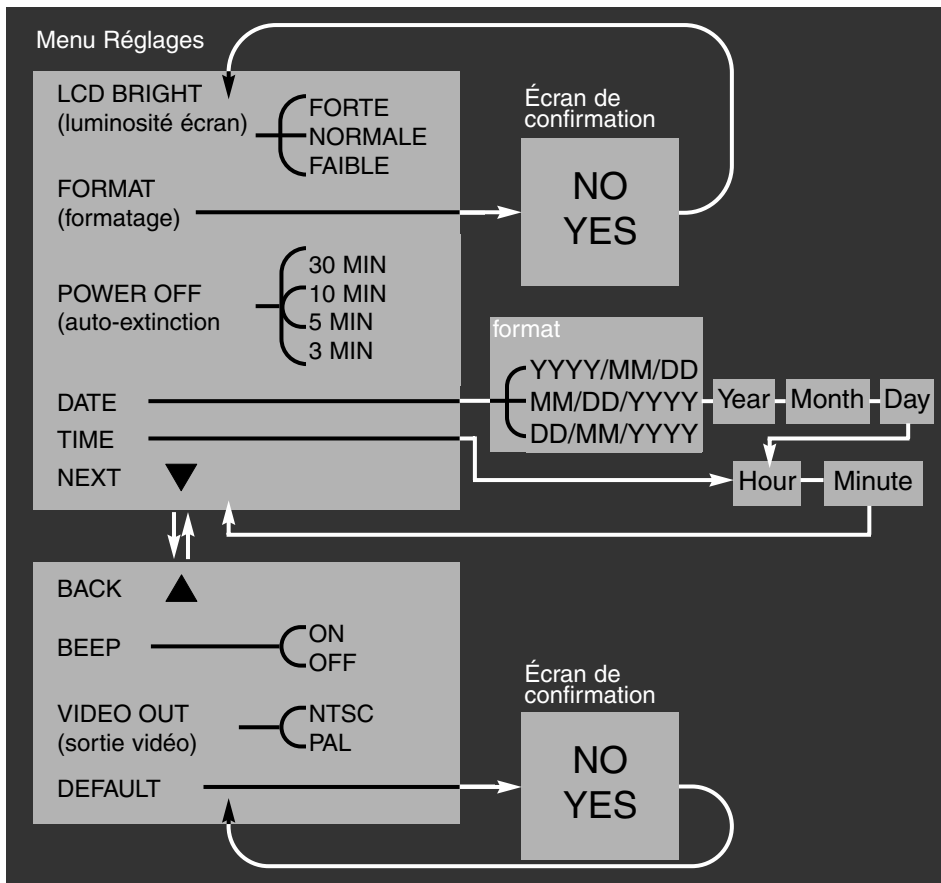 Menu Réglages
LCD BRIGHT
(luminosité écran)
FORTE
NORMALE
FAIBLE
Écran de
confirmation
NO
YES
FORMAT
(formatage)
POWER OFF
(auto-extinction
30 MIN
10 MIN
5 MIN
3 MIN
format
YYYY/MM/DD
MM/DD/YYYY
DD/MM/YYYY
Year
Month
Day
DATE
TIME
Hour
Minute
NEXT
BACK
BEEP
ON
OFF
VIDEO OUT
(sortie vidéo)
NTSC
PAL
DEFAULT
Écran de
confirmation
NO
YES